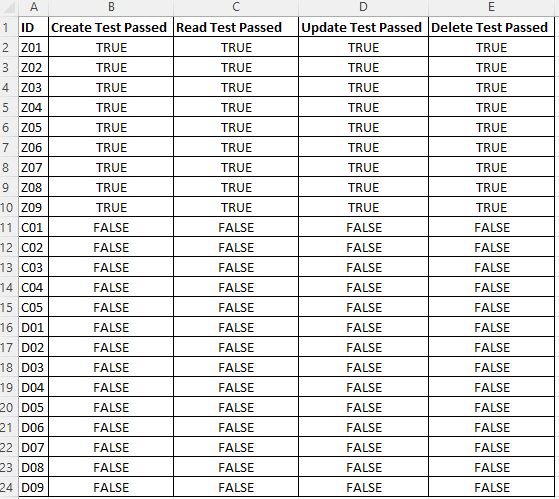 A B C D E
1 ID Create Test Passed Read Test Passed Update Test Passed Delete Test Passed
2 Z01 TRUE TRUE TRUE TRUE
3 Z02 TRUE TRUE TRUE TRUE
4 Z03 TRUE TRUE TRUE TRUE
5 Z04 TRUE TRUE TRUE TRUE
6 Z05 TRUE TRUE TRUE TRUE
7 Z06 TRUE TRUE TRUE TRUE
8 Z07 TRUE TRUE TRUE TRUE
9 Z08 TRUE TRUE TRUE TRUE
10 Z09 TRUE TRUE TRUE TRUE
11 C01 FALSE FALSE FALSE FALSE
12 C02 FALSE FALSE FALSE FALSE
13 C03 FALSE FALSE FALSE FALSE
14 C04 FALSE FALSE FALSE FALSE
15 C05 FALSE FALSE FALSE FALSE
16 D01 FALSE FALSE FALSE FALSE
17 D02 FALSE FALSE FALSE FALSE
18 D03 FALSE FALSE FALSE FALSE
19 D04 FALSE FALSE FALSE FALSE
20 D05 FALSE FALSE FALSE FALSE
21 D06 FALSE FALSE FALSE FALSE
22 D07 FALSE FALSE FALSE FALSE
23 D08 FALSE FALSE FALSE FALSE
24 D09 FALSE FALSE FALSE FALSE